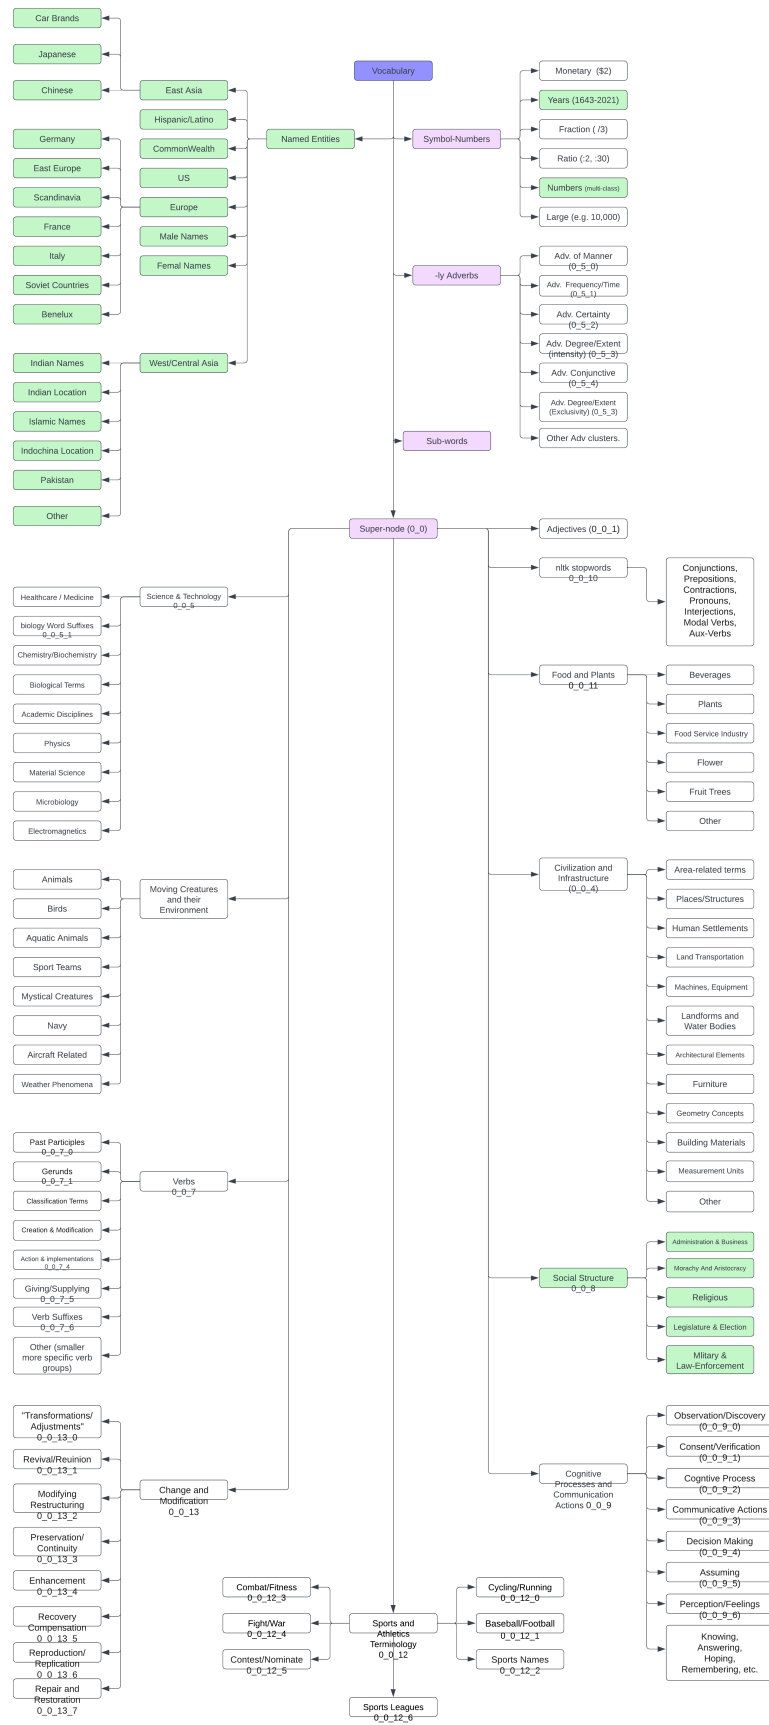 Vocabulary
Named Entities
East Asia
Car Brands
Japanese
Chinese
Hispanic/Latino
CommonWealth
US
Europe
Germany
East Europe
Scandinavia
France
Italy
Soviet Countries
Benelux
Male Names
Femal Names
West/Central Asia
Indian Names
Indian Location
Islamic Names
Indochina Location
Pakistan
Other
Symbol-Numbers
Monetary ($2)
Years (1643-2021)
Fraction ( /3)
Ratio (:2, :30)
Numbers (multi-class)
Large (e.g. 10,000)
-ly Adverbs
Adv. of Manner
(0_5_0)
Adv. Frequency/Time
(0_5_1)
Adv. Certainty
(0_5_2)
Adv. Degree/Extent
(intensity) (0_5_3)
Adv. Conjunctive
(0_5_4)
Adv. Degree/Extent
(Exclusivity) (0_5_3)
Other Adv clusters.
Sub-words
Super-node (0_0)
Adjectives (0_0_1)
nltk stopwords
0_0_10
Conjunctions,
Prepositions,
Contractions,
Pronouns,
Interjections,
Modal Verbs,
Aux-Verbs
Science & Technology
0_0_5
Healthcare / Medicine
biology Word Suffixes
0_0_5_1
Chemistry/Biochemistry
Biological Terms
Academic Disciplines
Physics
Material Science
Microbiology
Electromagnetics
Food and Plants
0_0_11
Beverages
Plants
Food Service Industry
Flower
Fruit Trees
Other
Moving Creatures
and their
Environment
Animals
Birds
Aquatic Animals
Sport Teams
Mystical Creatures
Navy
Aircraft Related
Weather Phenomena
Civilization and
Infrastructure
(0_0_4)
Area-related terms
Places/Structures
Human Settlements
Land Transportation
Machines, Equipment
Landforms and
Water Bodies
Architectural Elements
Furniture
Geometry Concepts
Building Materials
Measurement Units
Other
Verbs
0_0_7
Past Participles
0_0_7_0
Gerunds
0_0_7_1
Classification Terms
Creation & Modification
Action & implementations
0_0_7_4
Giving/Supplying
0_0_7_5
Verb Suffixes
0_0_7_6
Other (smaller
more specific verb
groups)
Social Structure
0_0_8
Administration & Business
Morachy And Aristocracy
Religious
Legislature & Election
Mlitary &
Law-Enforcement
Change and
Modification
0_0_13
"Transformations/
Adjustments"
0_0_13_0
Revival/Reuinion
0_0_13_1
Modifying
Restructuring
0_0_13_2
Preservation/
Continuity
0_0_13_3
Enhancement
0_0_13_4
Recovery
Compensation
0_0_13_5
Reproduction/
Replication
0_0_13_6
Repair and
Restoration
0_0_13_7
Cognitive
Processes and
Communication
Actions 0_0_9
Observation/Discovery
(0_0_9_0)
Consent/Verification
(0_0_9_1)
Cogntive Process
(0_0_9_2)
Communicative Actions
(0_0_9_3)
Decision Making
(0_0_9_4)
Assuming
(0_0_9_5)
Perception/Feelings
(0_0_9_6)
Knowing,
Answering,
Hoping,
Remembering, etc.
Sports and
Athletics
Terminology
0_0_12
Combat/Fitness
0_0_12_3
Fight/War
0_0_12_4
Contest/Nominate
0_0_12_5
Cycling/Running
0_0_12_0
Baseball/Football
0_0_12_1
Sports Names
0_0_12_2
Sports Leagues
0_0_12_6